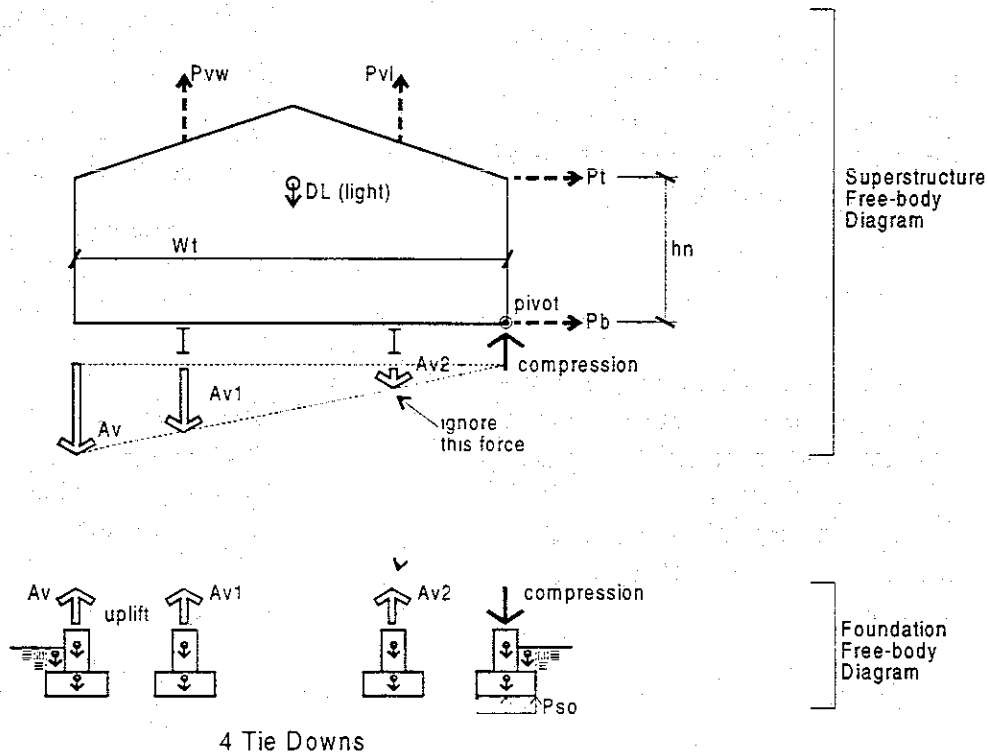 Pvw
Pvl
Pt
DL (light)
Wt
hn
pivot
Pb
Av2
compression
Av1
Av
ignore
this force
Superstructure
Free-body
Diagram
Av
uplift
Av1
Av2
compression
Pso
Foundation
Free-body
Diagram
4 Tie Downs